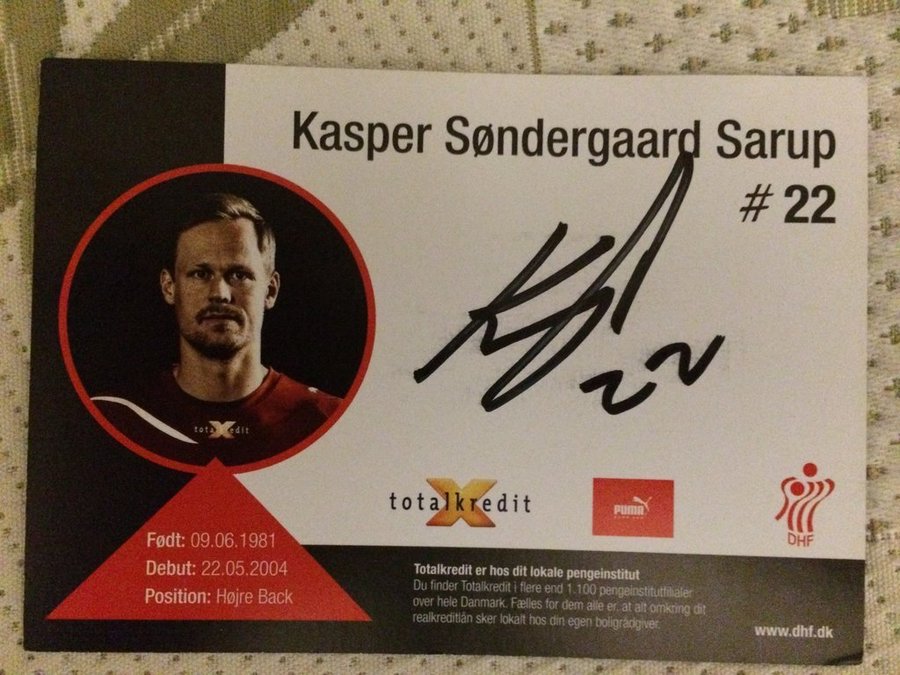 Kasper Søndergaard Sarup
# 22
22
totalkredit
totalkredit
PUMA
DHF
Født: 09.06.1981
Debut: 22.05.2004
Position: Højre Back
Totalkredit er hos dit lokale pengeinstitut
Du finder Totalkredit i flere end 1.100 pengeinstitutfilialer
over hele Danmark. Fælles for dem alle er, at alt omkring dit
realkreditlån sker lokalt hos din egen boligrådgiver.
www.dhf.dk